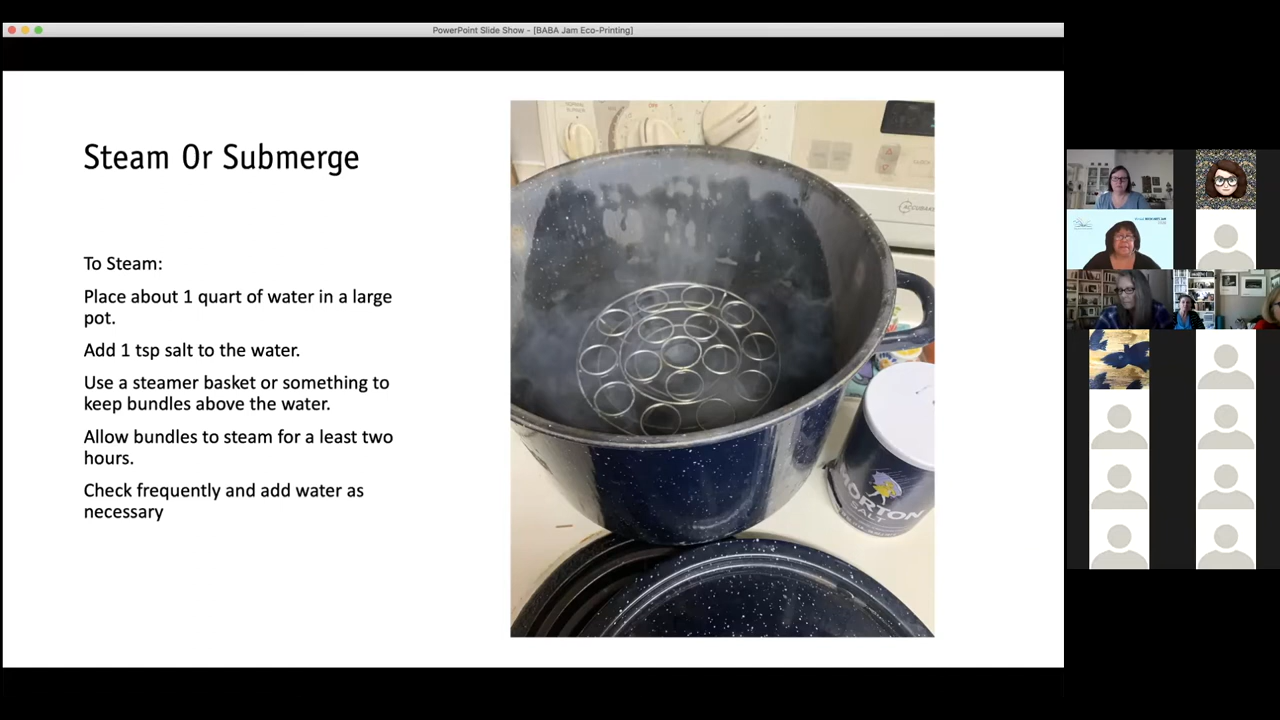 PowerPoint Slide Show - [BABA Jam Eco-Printing]
Steam Or Submerge
To Steam:
Place about 1 quart of water in a large
pot.
Add 1 tsp salt to the water.
Use a steamer basket or something to
keep bundles above the water.
Allow bundles to steam for a least two
hours.
Check frequently and add water as
necessary
MORTON
SALT